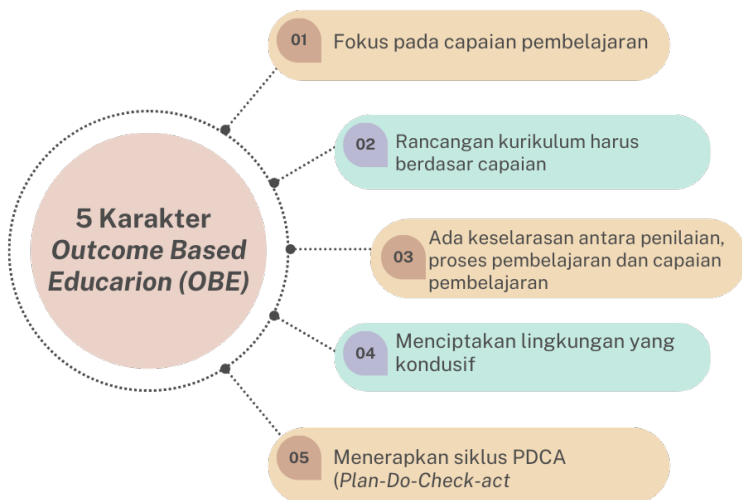 5 Karakter
Outcome Based
Educarion (OBE)
01
Fokus pada capaian pembelajaran
02
Rancangan kurikulum harus
berdasar capaian
03
Ada keselarasan antara penilaian,
proses pembelajaran dan capaian
pembelajaran
04
Menciptakan lingkungan yang
kondusif
05
Menerapkan siklus PDCA
(Plan-Do-Check-act